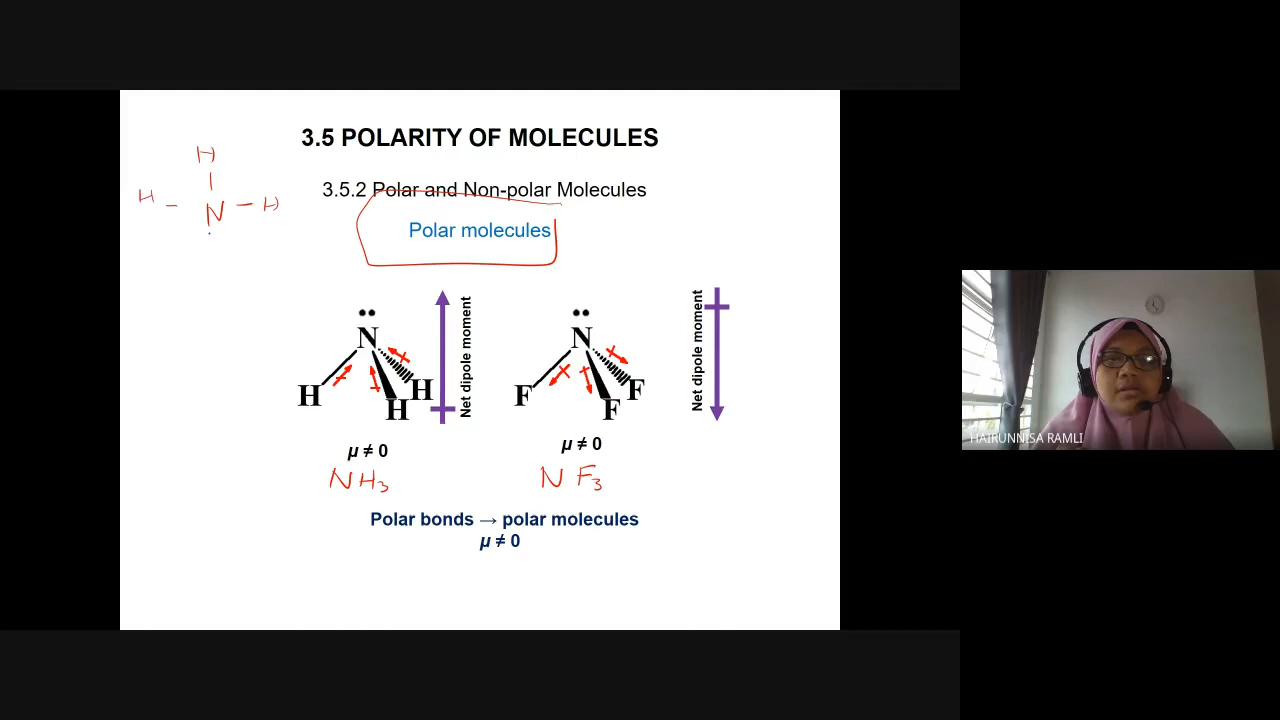 3.5 POLARITY OF MOLECULES
3.5.2 Polar and Non-polar Molecules
Polar molecules
H
H - N - H
N
H
H
H
Net dipole moment
μ ≠ 0
NH3
N
F
F
F
Net dipole moment
μ ≠ 0
NF3
Polar bonds → polar molecules
μ ≠ 0
HAIRUNNISA RAMLI